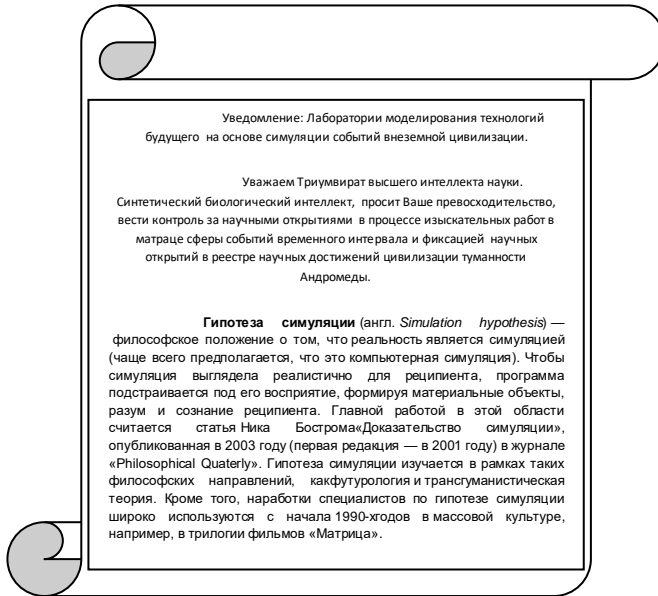 Уведомление: Лаборатории моделирования технологий
будущего на основе симуляции событий внеземной цивилизации.
Уважаем Триумвират высшего интеллекта науки.
Синтетический биологический интеллект, просит Ваше превосходительство,
вести контроль за научными открытиями в процессе изыскательных работ в
матраце сферы событий временного интервала и фиксацией научных
открытий в реестре научных достижений цивилизации туманности
Андромеды.
Гипотеза симуляции (англ. Simulation hypothesis) —
философское положение о том, что реальность является симуляцией
(чаще всего предполагается, что это компьютерная симуляция). Чтобы
симуляция выглядела реалистично для реципиента, программа
подстраивается под его восприятие, формируя материальные объекты,
разум и сознание реципиента. Главной работой в этой области
считается статья Ника Бострома«Доказательство симуляции»,
опубликованная в 2003 году (первая редакция — в 2001 году) в журнале
«Philosophical Quaterly». Гипотеза симуляции изучается в рамках таких
философских направлений, какфутурология и трансгуманистическая
теория. Кроме того, наработки специалистов по гипотезе симуляции
широко используются с начала 1990-хгодов в массовой культуре,
например, в трилогии фильмов «Матрица».